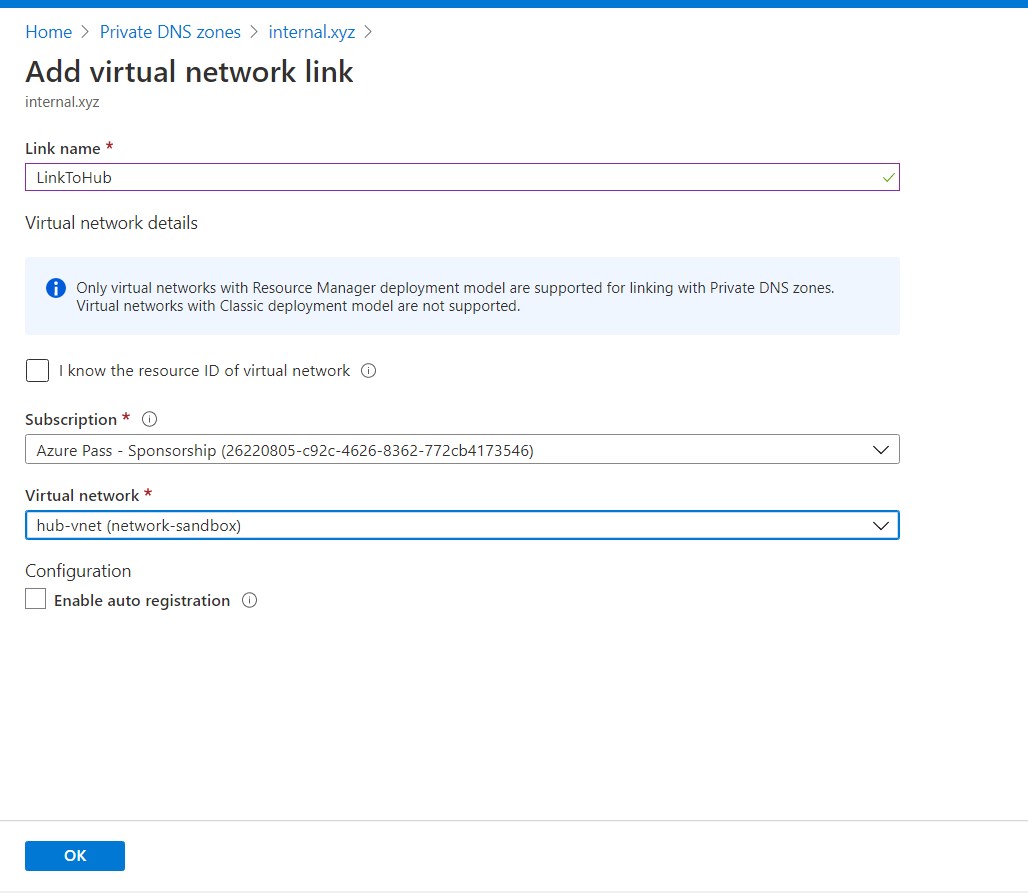 Home > Private DNS zones > internal.xyz >
Add virtual network link
internal.xyz
Link name *
LinkToHub
Virtual network details
Only virtual networks with Resource Manager deployment model are supported for linking with Private DNS zones.
Virtual networks with Classic deployment model are not supported.
I know the resource ID of virtual network
Subscription *
Azure Pass - Sponsorship (26220805-c92c-4626-8362-772cb4173546)
Virtual network *
hub-vnet (network-sandbox)
Configuration
Enable auto registration
OK